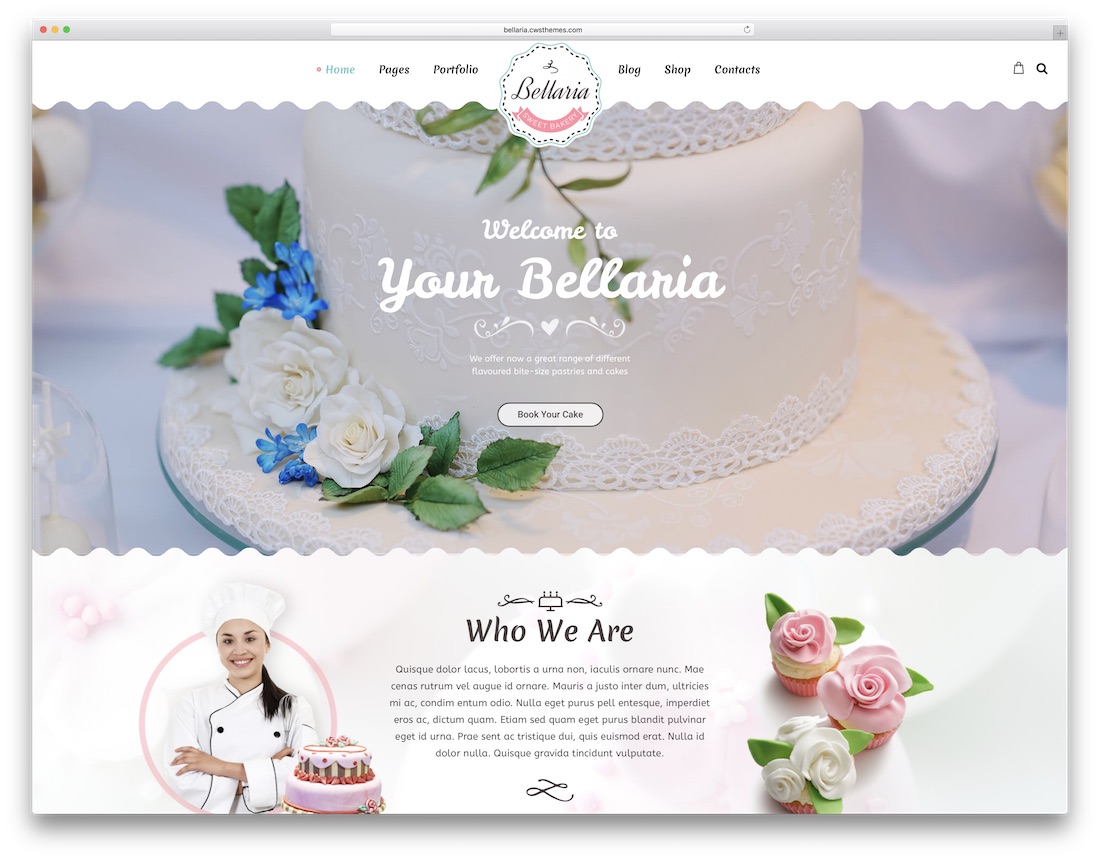 bellaria.cwsthemes.com
Home Pages Portfolio Blog Shop Contacts
Bellaria
SWEET BAKERY
Welcome to
Your Bellaria
We offer now a great range of different
flavoured bite-size pastries and cakes
Book Your Cake
Who We Are
Quisque dolor lacus, lobortis a urna non, iaculis ornare nunc. Mae
cenas rutrum vel augue id ornare. Mauris a justo inter dum, ultricies
mi ac, condim entum odio. Nulla eget purus pell entesque, imperdiet
eros ac, dictum quam. Etiam sed quam eget purus blandit pulvinar
eget id urna. Prae sent ac tristique dui, quis euismod erat. Nulla id
dolor nulla. Quisque gravida tincidunt vulputate.